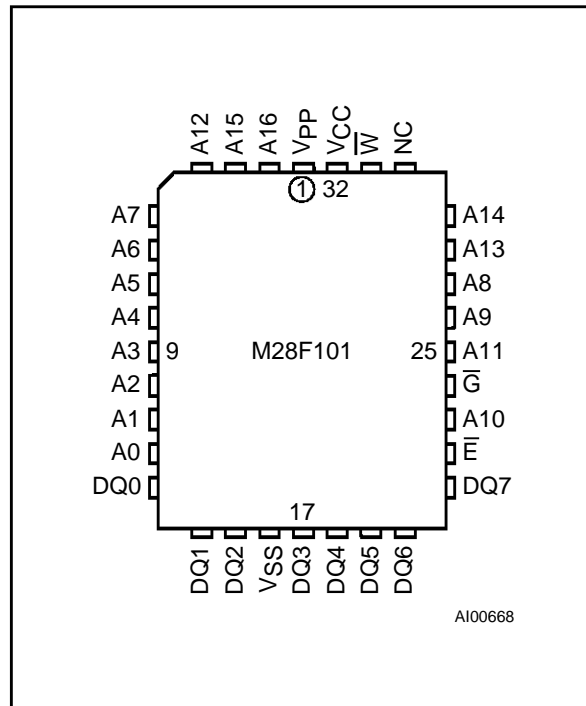 A12 A15 A16 VPP VCC W̅ NC
1 32
A7 A14
A6 A13
A5 A8
A4 A9
A3 9 M28F101 25 A11
A2 G̅
A1 A10
A0 E̅
DQ0 DQ7
17
DQ1 DQ2 VSS DQ3 DQ4 DQ5 DQ6
AI00668